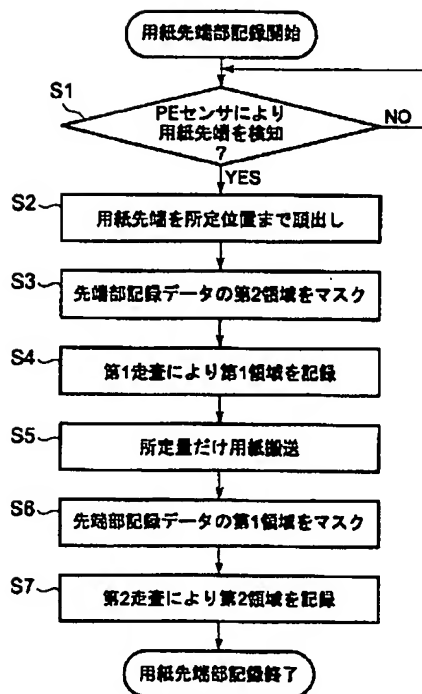 用紙先端部記録開始
S1
PEセンサにより
用紙先端を検知
?
NO
YES
S2
用紙先端を所定位置まで頭出し
S3
先端部記録データの第2領域をマスク
S4
第1走査により第1領域を記録
S5
所定量だけ用紙搬送
S6
先端部記録データの第1領域をマスク
S7
第2走査により第2領域を記録
用紙先端部記録終了